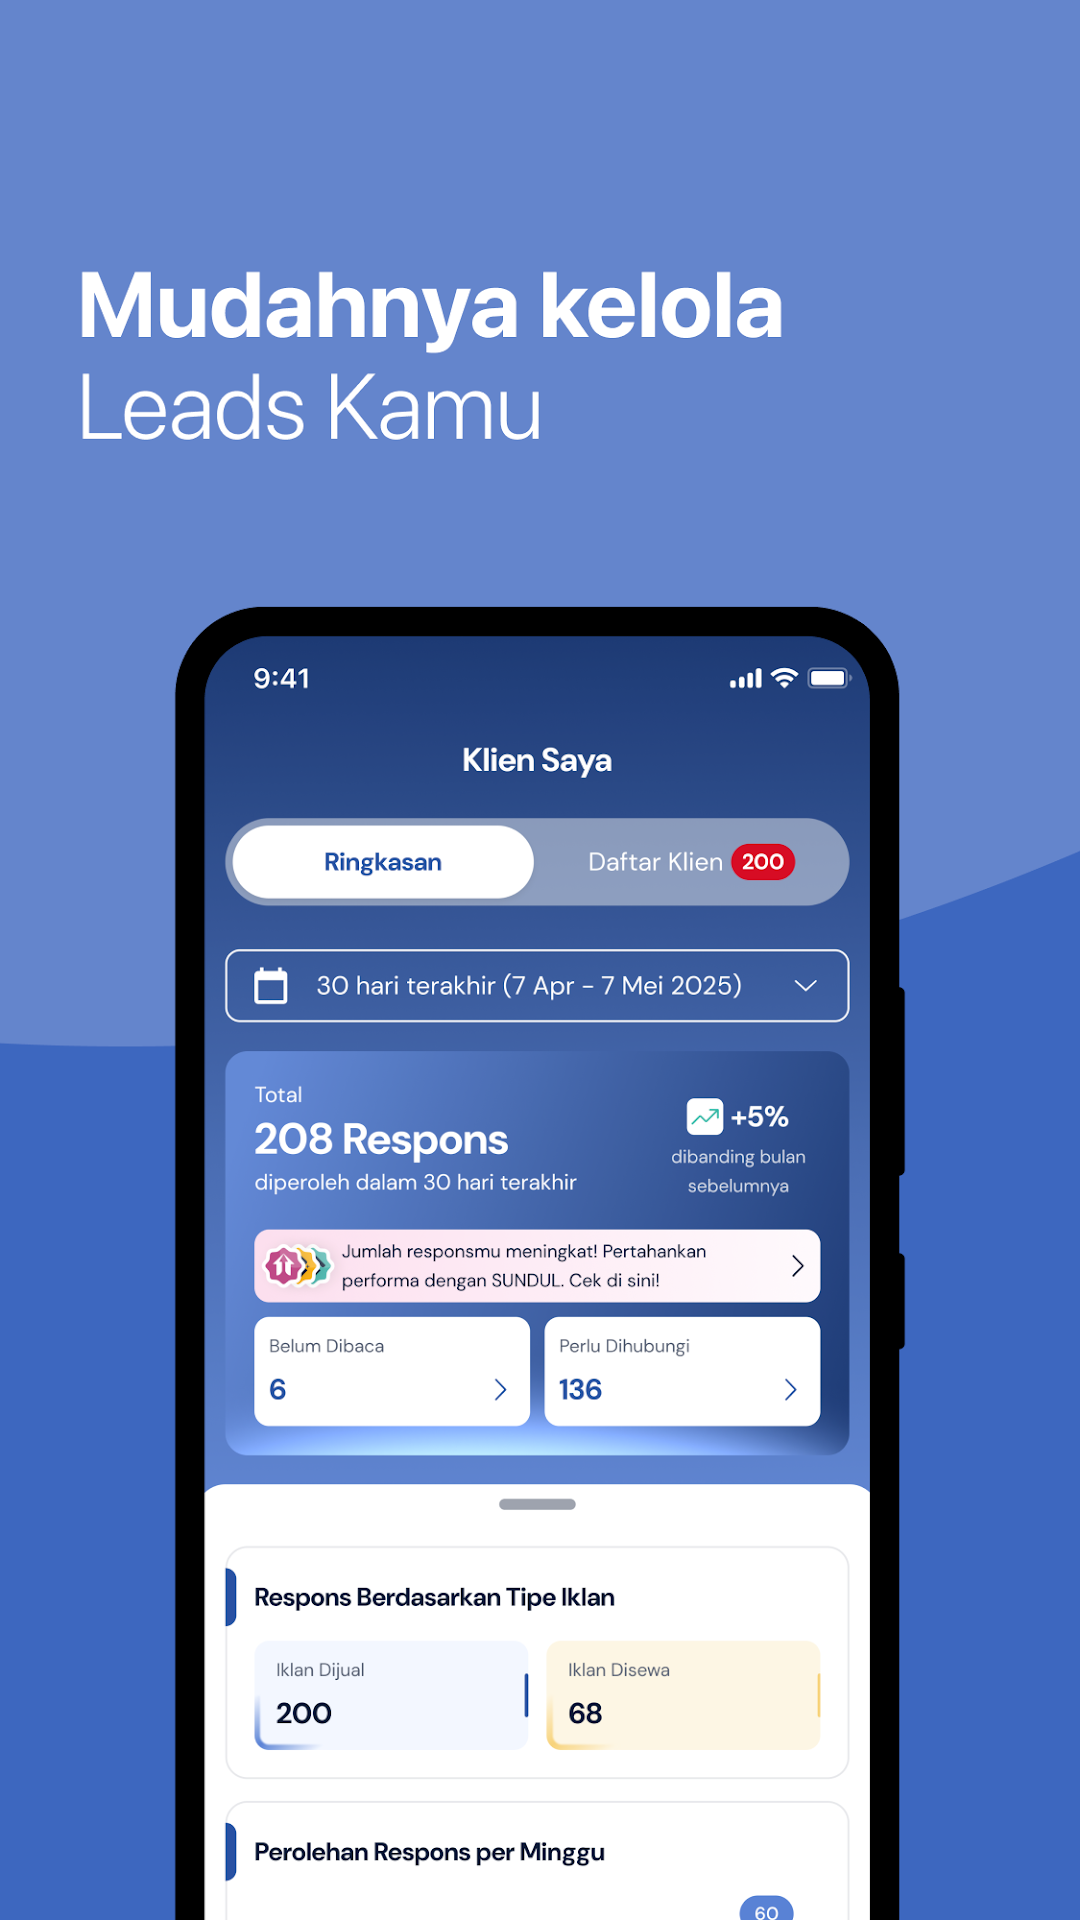 Mudahnya kelola
Leads Kamu
9:41
Klien Saya
Ringkasan
Daftar Klien 200
30 hari terakhir (7 Apr - 7 Mei 2025)
Total
208 Respons
diperoleh dalam 30 hari terakhir
+5%
dibanding bulan
sebelumnya
Jumlah responsmu meningkat! Pertahankan
performa dengan SUNDUL. Cek di sini!
Belum Dibaca
6
Perlu Dihubungi
136
Respons Berdasarkan Tipe Iklan
Iklan Dijual
200
Iklan Disewa
68
Perolehan Respons per Minggu
60